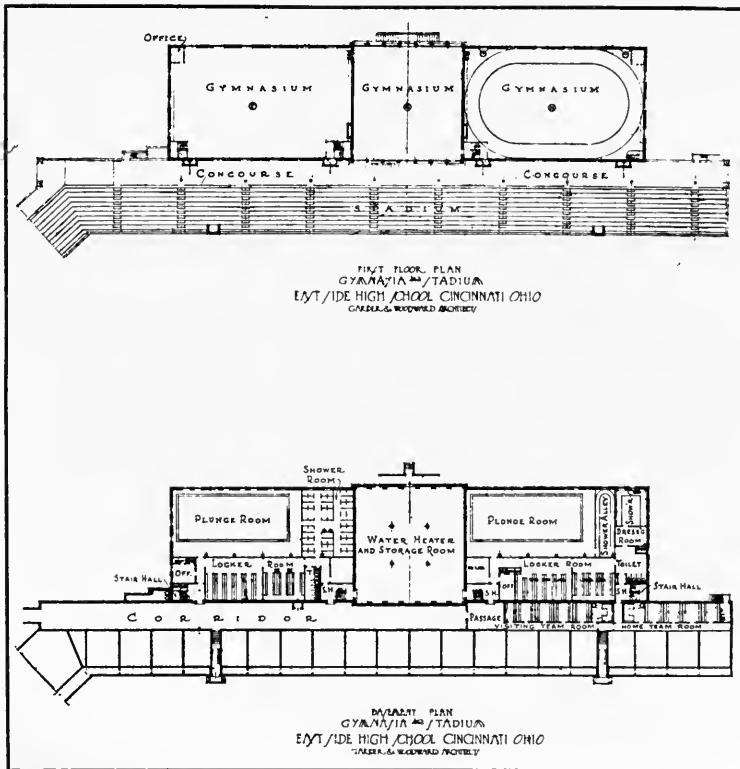 OFFICE
GYMNASIUM
GYMNASIUM
GYMNASIUM
CONCOURSE
CONCOURSE
STADIUM
FIRST FLOOR PLAN
GYMNASIA AND STADIUM
EAST SIDE HIGH SCHOOL CINCINNATI OHIO
GARBER & WOODWARD ARCHITECTS
SHOWER
ROOM
PLUNGE ROOM
WATER HEATER
AND STORAGE ROOM
PLUNGE ROOM
SHOWER ALLEY
SHOWR
DRESS'G
ROOM
OFF.
LOCKER ROOM
T.
LOCKER ROOM
TOILET
STAIR HALL
S.H.
S.H.
OFF
S.H.
STAIR HALL
CORRIDOR
PASSAGE
VISITING TEAM ROOM
HOME TEAM ROOM
BASEMENT PLAN
GYMNASIA AND STADIUM
EAST SIDE HIGH SCHOOL CINCINNATI OHIO
GARBER & WOODWARD ARCHITECTS